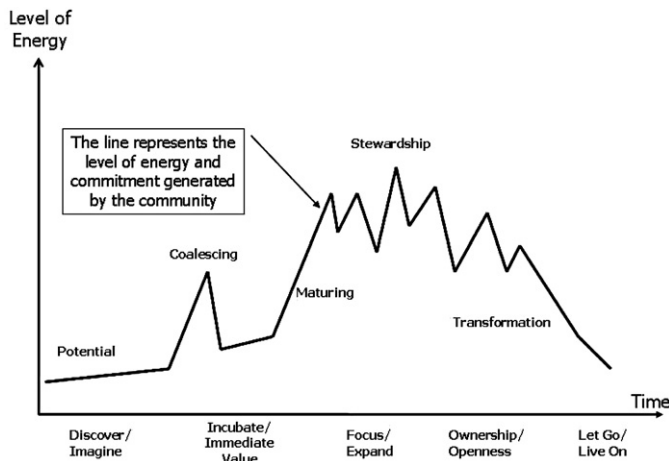 Level of
Energy
The line represents the
level of energy and
commitment generated
by the community
Stewardship
Coalescing
Maturing
Potential
Transformation
Time
Discover/
Imagine
Incubate/
Immediate
Value
Focus/
Expand
Ownership/
Openness
Let Go/
Live On